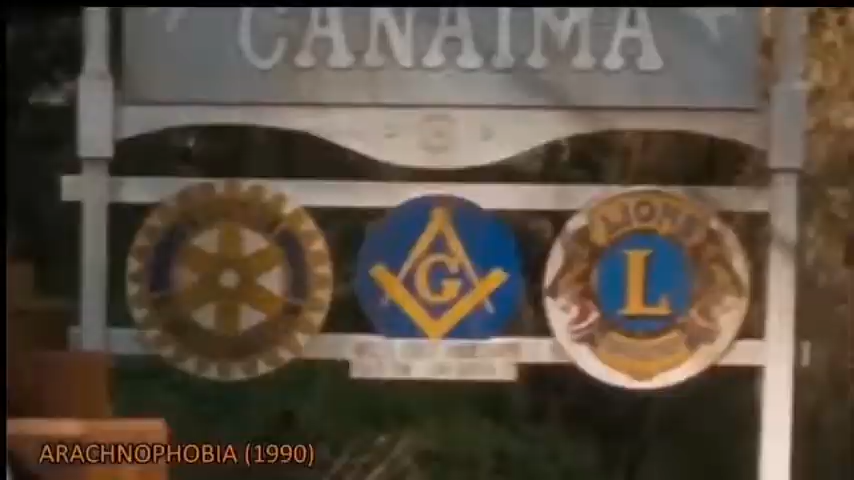 CANAIMA
G
LIONS
L
ARACHNOPHOBIA (1990)